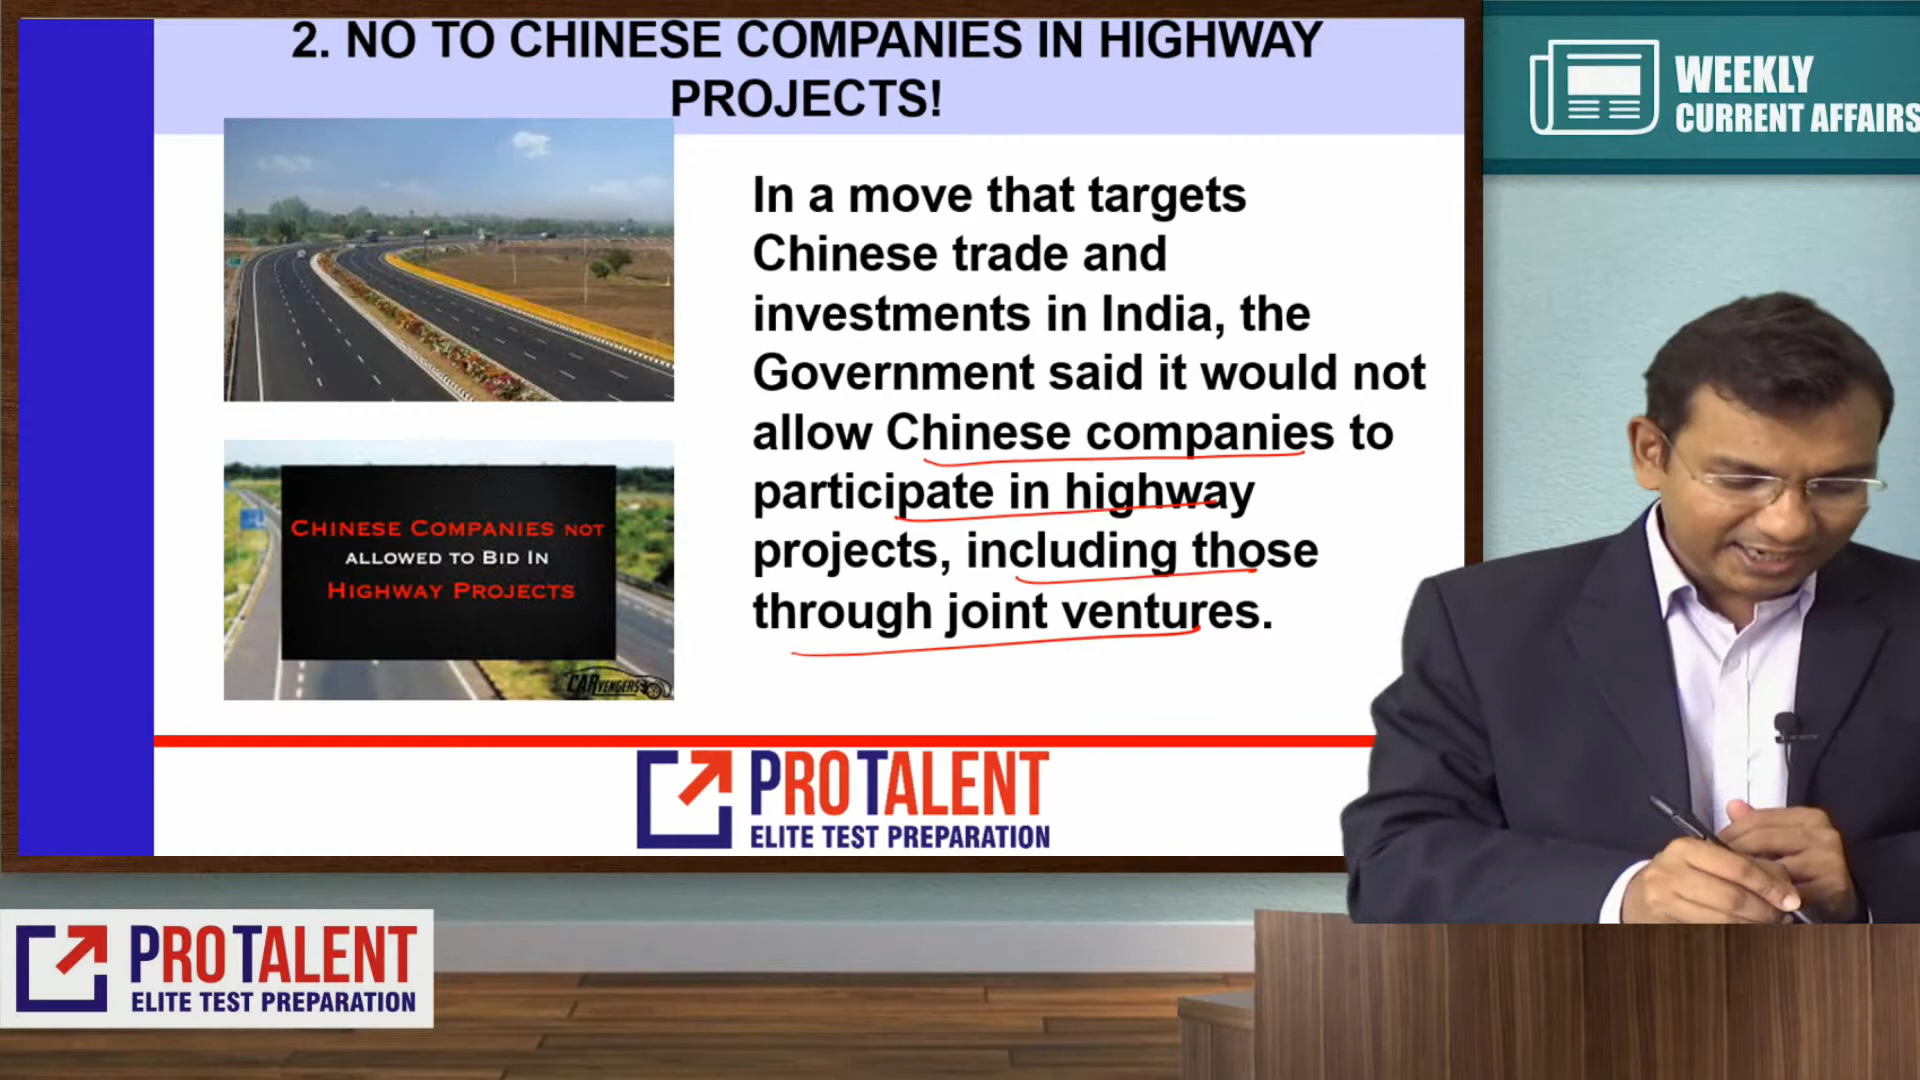 2. NO TO CHINESE COMPANIES IN HIGHWAY
PROJECTS!
WEEKLY
CURRENT AFFAIRS
In a move that targets
Chinese trade and
investments in India, the
Government said it would not
allow Chinese companies to
participate in highway
projects, including those
through joint ventures.
CHINESE COMPANIES NOT
ALLOWED TO BID IN
HIGHWAY PROJECTS
CARVENGERS
PROTALENT
ELITE TEST PREPARATION
PROTALENT
ELITE TEST PREPARATION